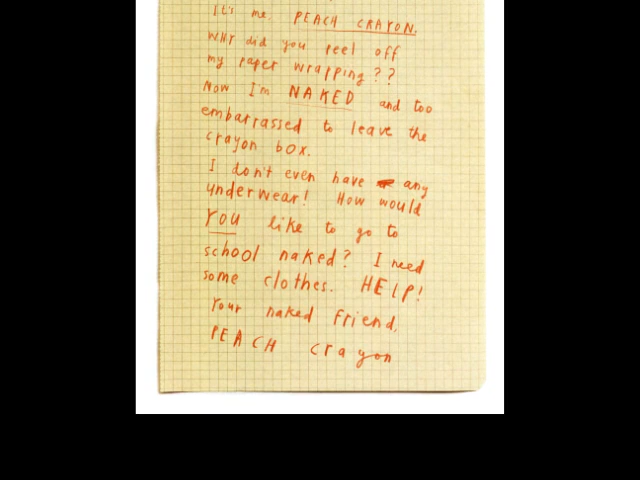 It's me, PEACH CRAYON.
WHY did you peel off
my paper wrapping??
Now I'm NAKED and too
embarrassed to leave the
crayon box.
I don't even have any
underwear! How would
YOU like to go to
school naked? I need
some clothes. HELP!
Your naked friend,
PEACH crayon